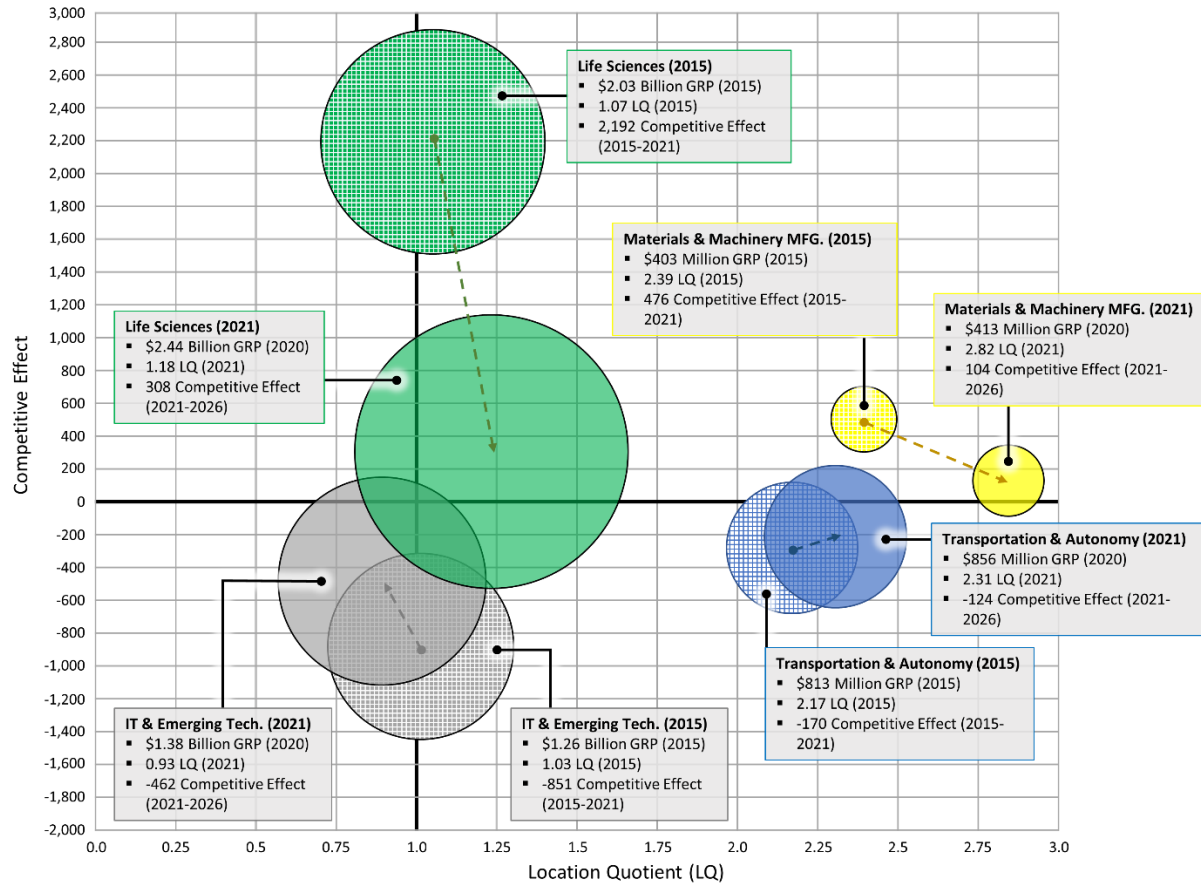 3,000
2,800
2,600
2,400
2,200
2,000
1,800
1,600
1,400
1,200
1,000
800
600
400
200
0
-200
-400
-600
-800
-1,000
-1,200
-1,400
-1,600
-1,800
-2,000
Competitive Effect
Life Sciences (2015)
▪ $2.03 Billion GRP (2015)
▪ 1.07 LQ (2015)
▪ 2,192 Competitive Effect
(2015-2021)
Materials & Machinery MFG. (2015)
▪ $403 Million GRP (2015)
▪ 2.39 LQ (2015)
▪ 476 Competitive Effect (2015-
2021)
Materials & Machinery MFG. (2021)
▪ $413 Million GRP (2020)
▪ 2.82 LQ (2021)
▪ 104 Competitive Effect (2021-
2026)
Life Sciences (2021)
▪ $2.44 Billion GRP (2020)
▪ 1.18 LQ (2021)
▪ 308 Competitive Effect
(2021-2026)
Transportation & Autonomy (2021)
▪ $856 Million GRP (2020)
▪ 2.31 LQ (2021)
▪ -124 Competitive Effect (2021-
2026)
Transportation & Autonomy (2015)
▪ $813 Million GRP (2015)
▪ 2.17 LQ (2015)
▪ -170 Competitive Effect (2015-
2021)
IT & Emerging Tech. (2021)
▪ $1.38 Billion GRP (2020)
▪ 0.93 LQ (2021)
▪ -462 Competitive Effect
(2021-2026)
IT & Emerging Tech. (2015)
▪ $1.26 Billion GRP (2015)
▪ 1.03 LQ (2015)
▪ -851 Competitive Effect
(2015-2021)
0.0 0.25 0.5 0.75 1.0 1.25 1.50 1.75 2.0 2.25 2.5 2.75 3.0
Location Quotient (LQ)